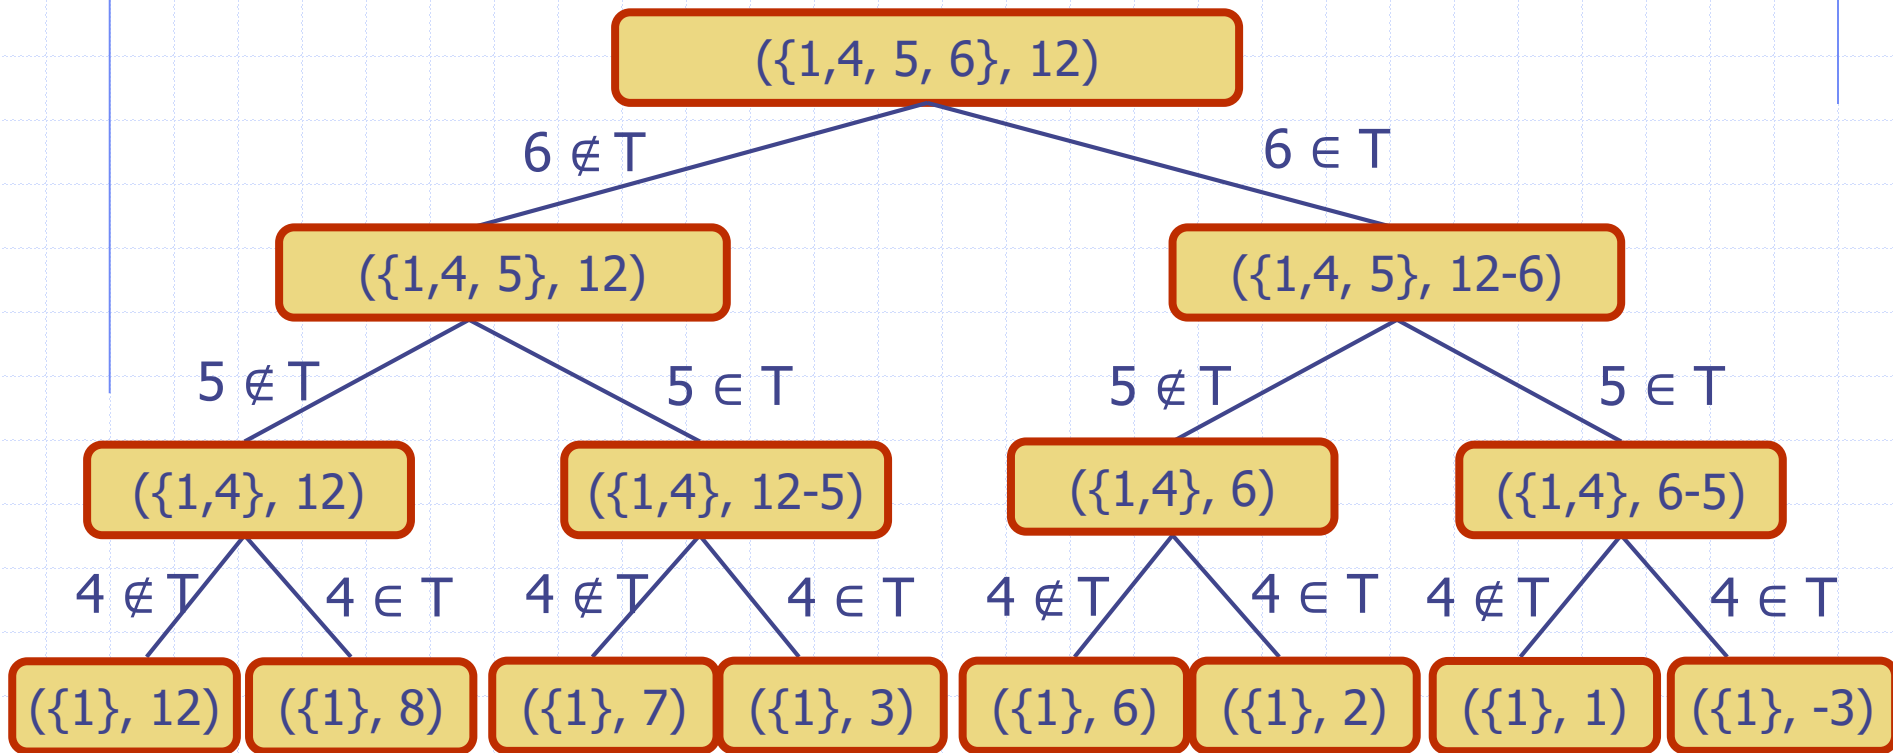 ({1,4, 5, 6}, 12)
6 ∉ T 6 ∈ T
({1,4, 5}, 12) ({1,4, 5}, 12-6)
5 ∉ T 5 ∈ T 5 ∉ T 5 ∈ T
({1,4}, 12) ({1,4}, 12-5) ({1,4}, 6) ({1,4}, 6-5)
4 ∉ T 4 ∈ T 4 ∉ T 4 ∈ T 4 ∉ T 4 ∈ T 4 ∉ T 4 ∈ T
({1}, 12) ({1}, 8) ({1}, 7) ({1}, 3) ({1}, 6) ({1}, 2) ({1}, 1) ({1}, -3)